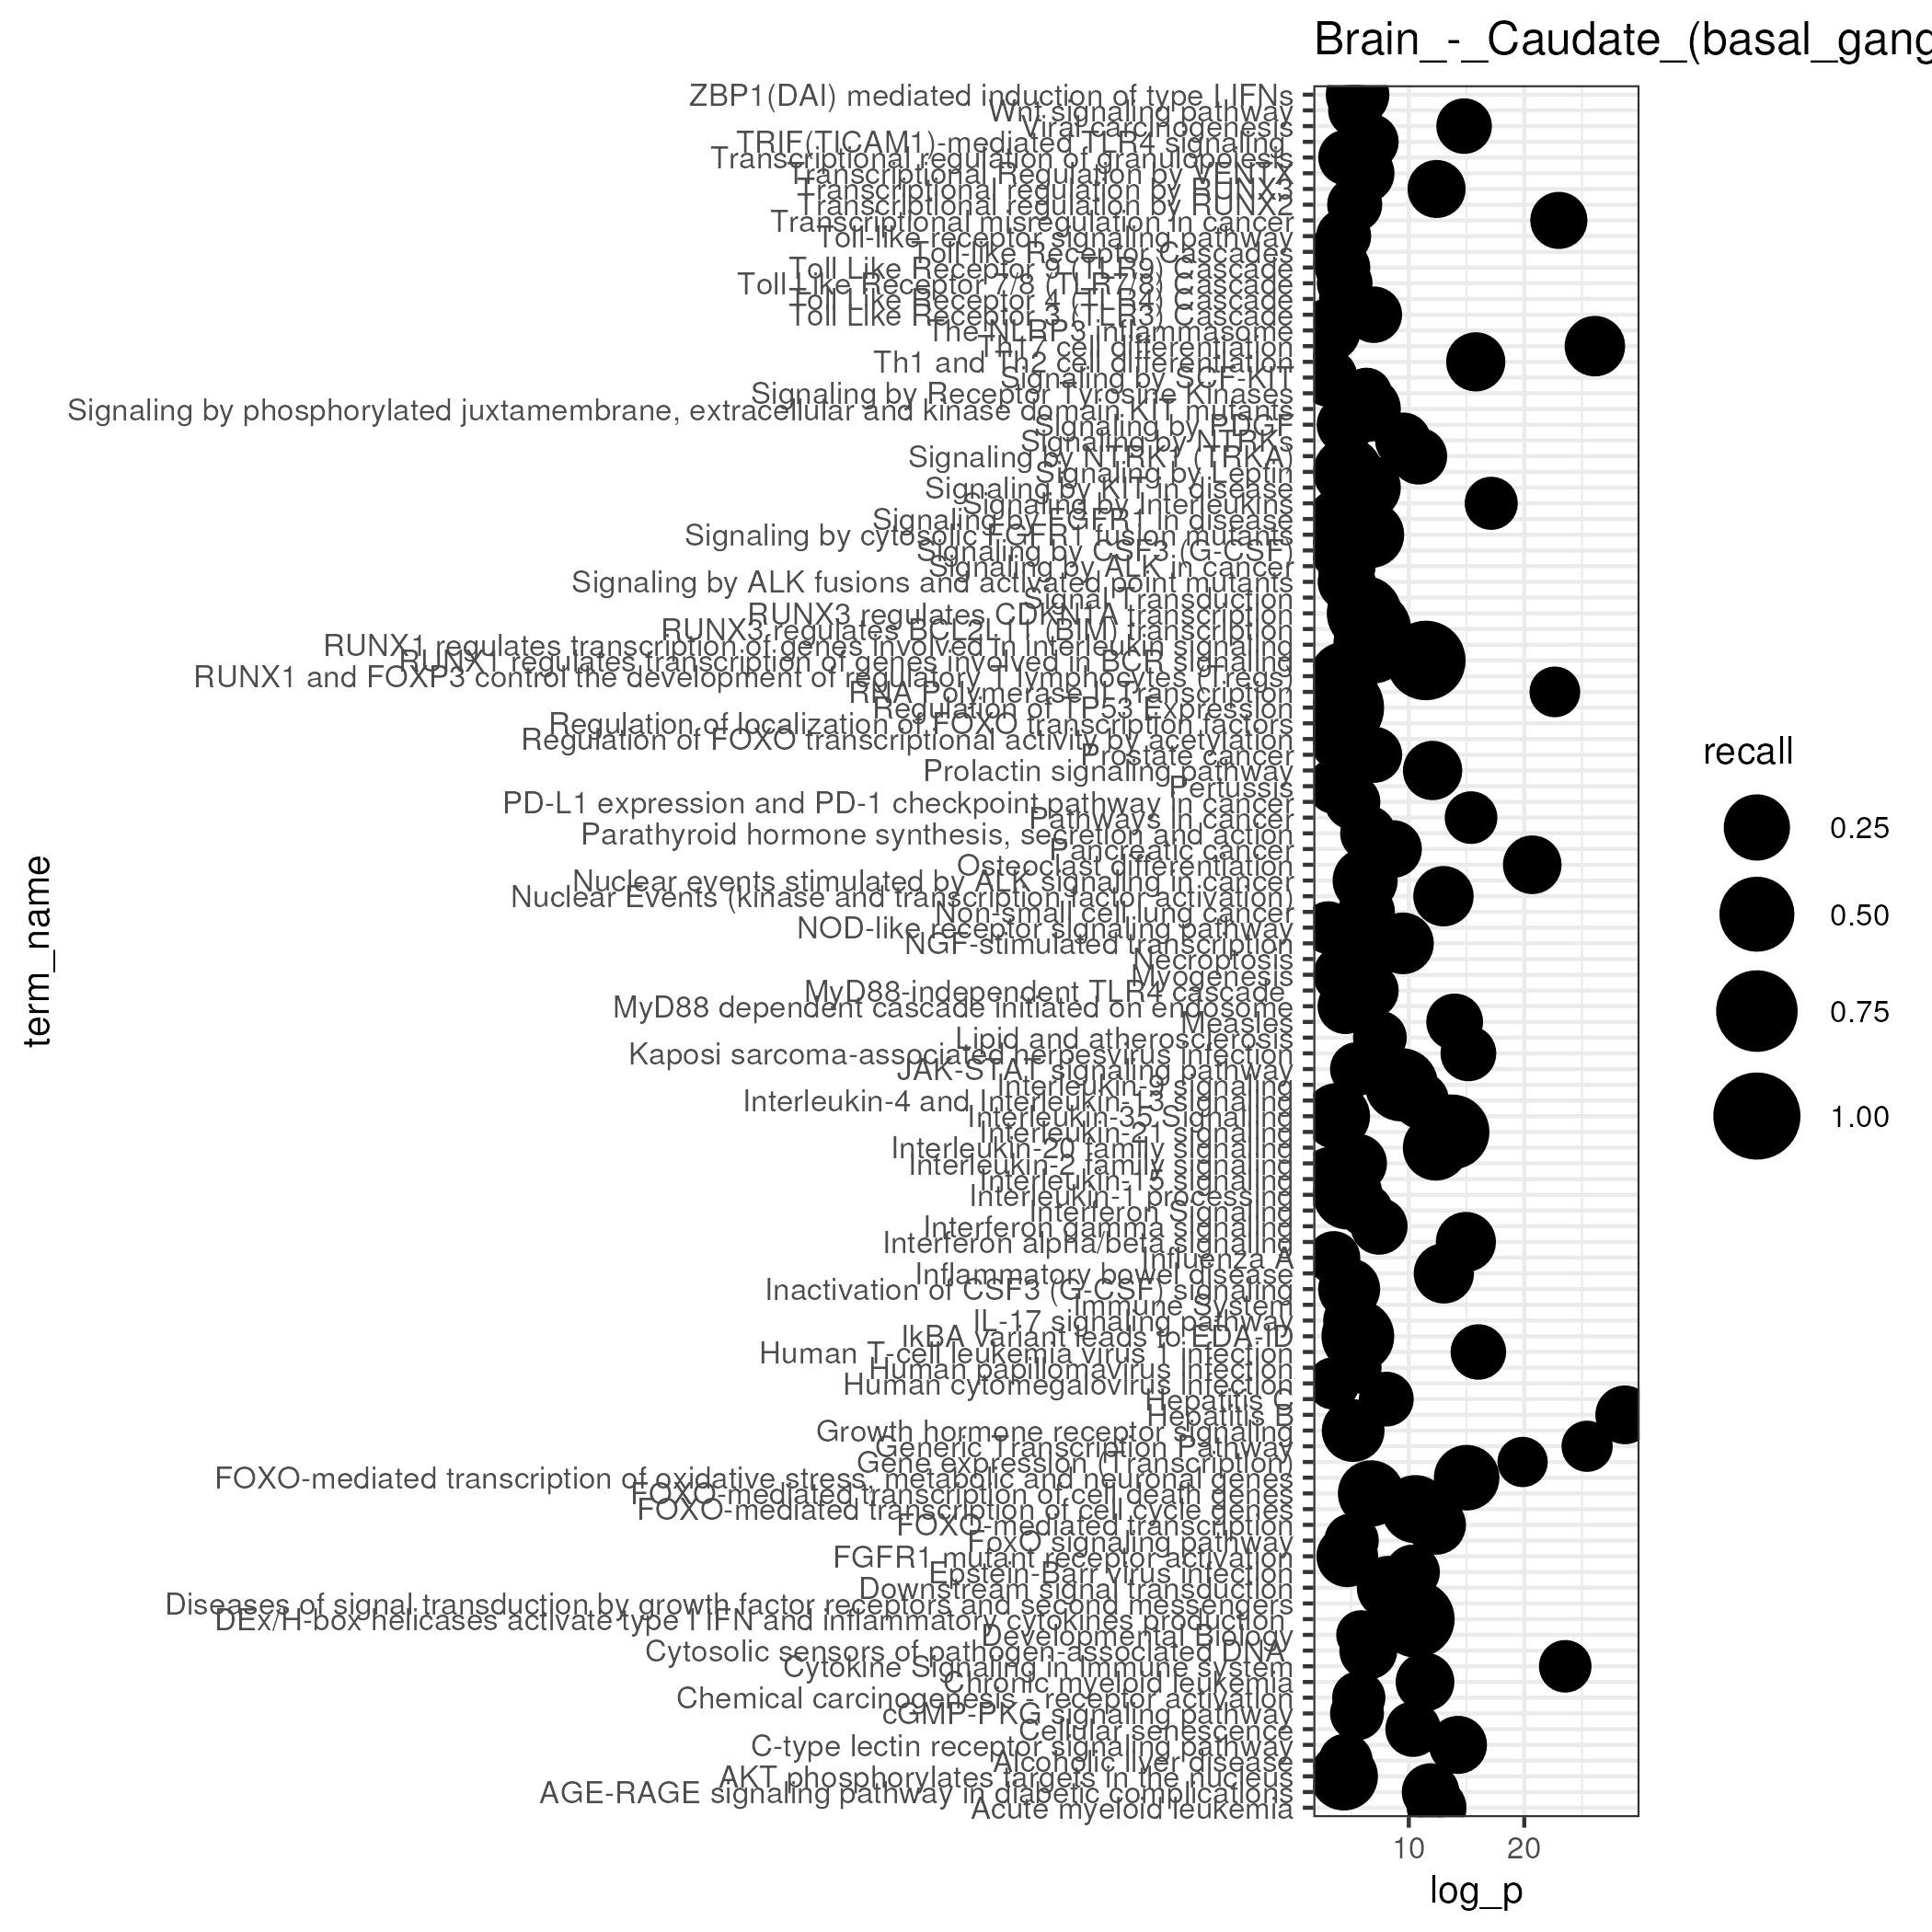 Brain_-_Caudate_(basal_gang
ZBP1(DAI) mediated induction of type I IFNs
Wnt signaling pathway
Viral carcinogenesis
TRIF(TICAM1)-mediated TLR4 signaling
Transcriptional regulation of granulopoiesis
Transcriptional Regulation by VENTX
Transcriptional regulation by RUNX3
Transcriptional regulation by RUNX2
Transcriptional misregulation in cancer
Toll-like receptor signaling pathway
Toll-like Receptor Cascades
Toll Like Receptor 9 (TLR9) Cascade
Toll Like Receptor 7/8 (TLR7/8) Cascade
Toll Like Receptor 4 (TLR4) Cascade
Toll Like Receptor 3 (TLR3) Cascade
The NLRP3 inflammasome
Th17 cell differentiation
Th1 and Th2 cell differentiation
Signaling by SCF-KIT
Signaling by Receptor Tyrosine Kinases
Signaling by phosphorylated juxtamembrane, extracellular and kinase domain KIT mutants
Signaling by PDGF
Signaling by NTRKs
Signaling by NTRK1 (TRKA)
Signaling by Leptin
Signaling by KIT in disease
Signaling by Interleukins
Signaling by FGFR1 in disease
Signaling by cytosolic FGFR1 fusion mutants
Signaling by CSF3 (G-CSF)
Signaling by ALK in cancer
Signaling by ALK fusions and activated point mutants
Signal Transduction
RUNX3 regulates CDKN1A transcription
RUNX3 regulates BCL2L11 (BIM) transcription
RUNX1 regulates transcription of genes involved in interleukin signaling
RUNX1 regulates transcription of genes involved in BCR signaling
RUNX1 and FOXP3 control the development of regulatory T lymphocytes (Tregs)
RNA Polymerase II Transcription
Regulation of TP53 Expression
Regulation of localization of FOXO transcription factors
Regulation of FOXO transcriptional activity by acetylation
Prostate cancer
Prolactin signaling pathway
Pertussis
PD-L1 expression and PD-1 checkpoint pathway in cancer
Pathways in cancer
Parathyroid hormone synthesis, secretion and action
Pancreatic cancer
Osteoclast differentiation
Nuclear events stimulated by ALK signaling in cancer
Nuclear Events (kinase and transcription factor activation)
Non-small cell lung cancer
NOD-like receptor signaling pathway
NGF-stimulated transcription
Necroptosis
Myogenesis
MyD88-independent TLR4 cascade
MyD88 dependent cascade initiated on endosome
Measles
Lipid and atherosclerosis
Kaposi sarcoma-associated herpesvirus infection
JAK-STAT signaling pathway
Interleukin-9 signaling
Interleukin-4 and Interleukin-13 signaling
Interleukin-35 Signalling
Interleukin-21 signaling
Interleukin-20 family signaling
Interleukin-2 family signaling
Interleukin-15 signaling
Interleukin-1 processing
Interferon Signaling
Interferon gamma signaling
Interferon alpha/beta signaling
Influenza A
Inflammatory bowel disease
Inactivation of CSF3 (G-CSF) signaling
Immune System
IL-17 signaling pathway
IkBA variant leads to EDA-ID
Human T-cell leukemia virus 1 infection
Human papillomavirus infection
Human cytomegalovirus infection
Hepatitis C
Hepatitis B
Growth hormone receptor signaling
Generic Transcription Pathway
Gene expression (Transcription)
FOXO-mediated transcription of oxidative stress, metabolic and neuronal genes
FOXO-mediated transcription of cell death genes
FOXO-mediated transcription of cell cycle genes
FOXO-mediated transcription
FoxO signaling pathway
FGFR1 mutant receptor activation
Epstein-Barr virus infection
Downstream signal transduction
Diseases of signal transduction by growth factor receptors and second messengers
DEx/H-box helicases activate type I IFN and inflammatory cytokines production
Developmental Biology
Cytosolic sensors of pathogen-associated DNA
Cytokine Signaling in Immune system
Chronic myeloid leukemia
Chemical carcinogenesis - receptor activation
cGMP-PKG signaling pathway
Cellular senescence
C-type lectin receptor signaling pathway
Alcoholic liver disease
AKT phosphorylates targets in the nucleus
AGE-RAGE signaling pathway in diabetic complications
Acute myeloid leukemia
term_name
10 20
log_p
recall
0.25
0.50
0.75
1.00